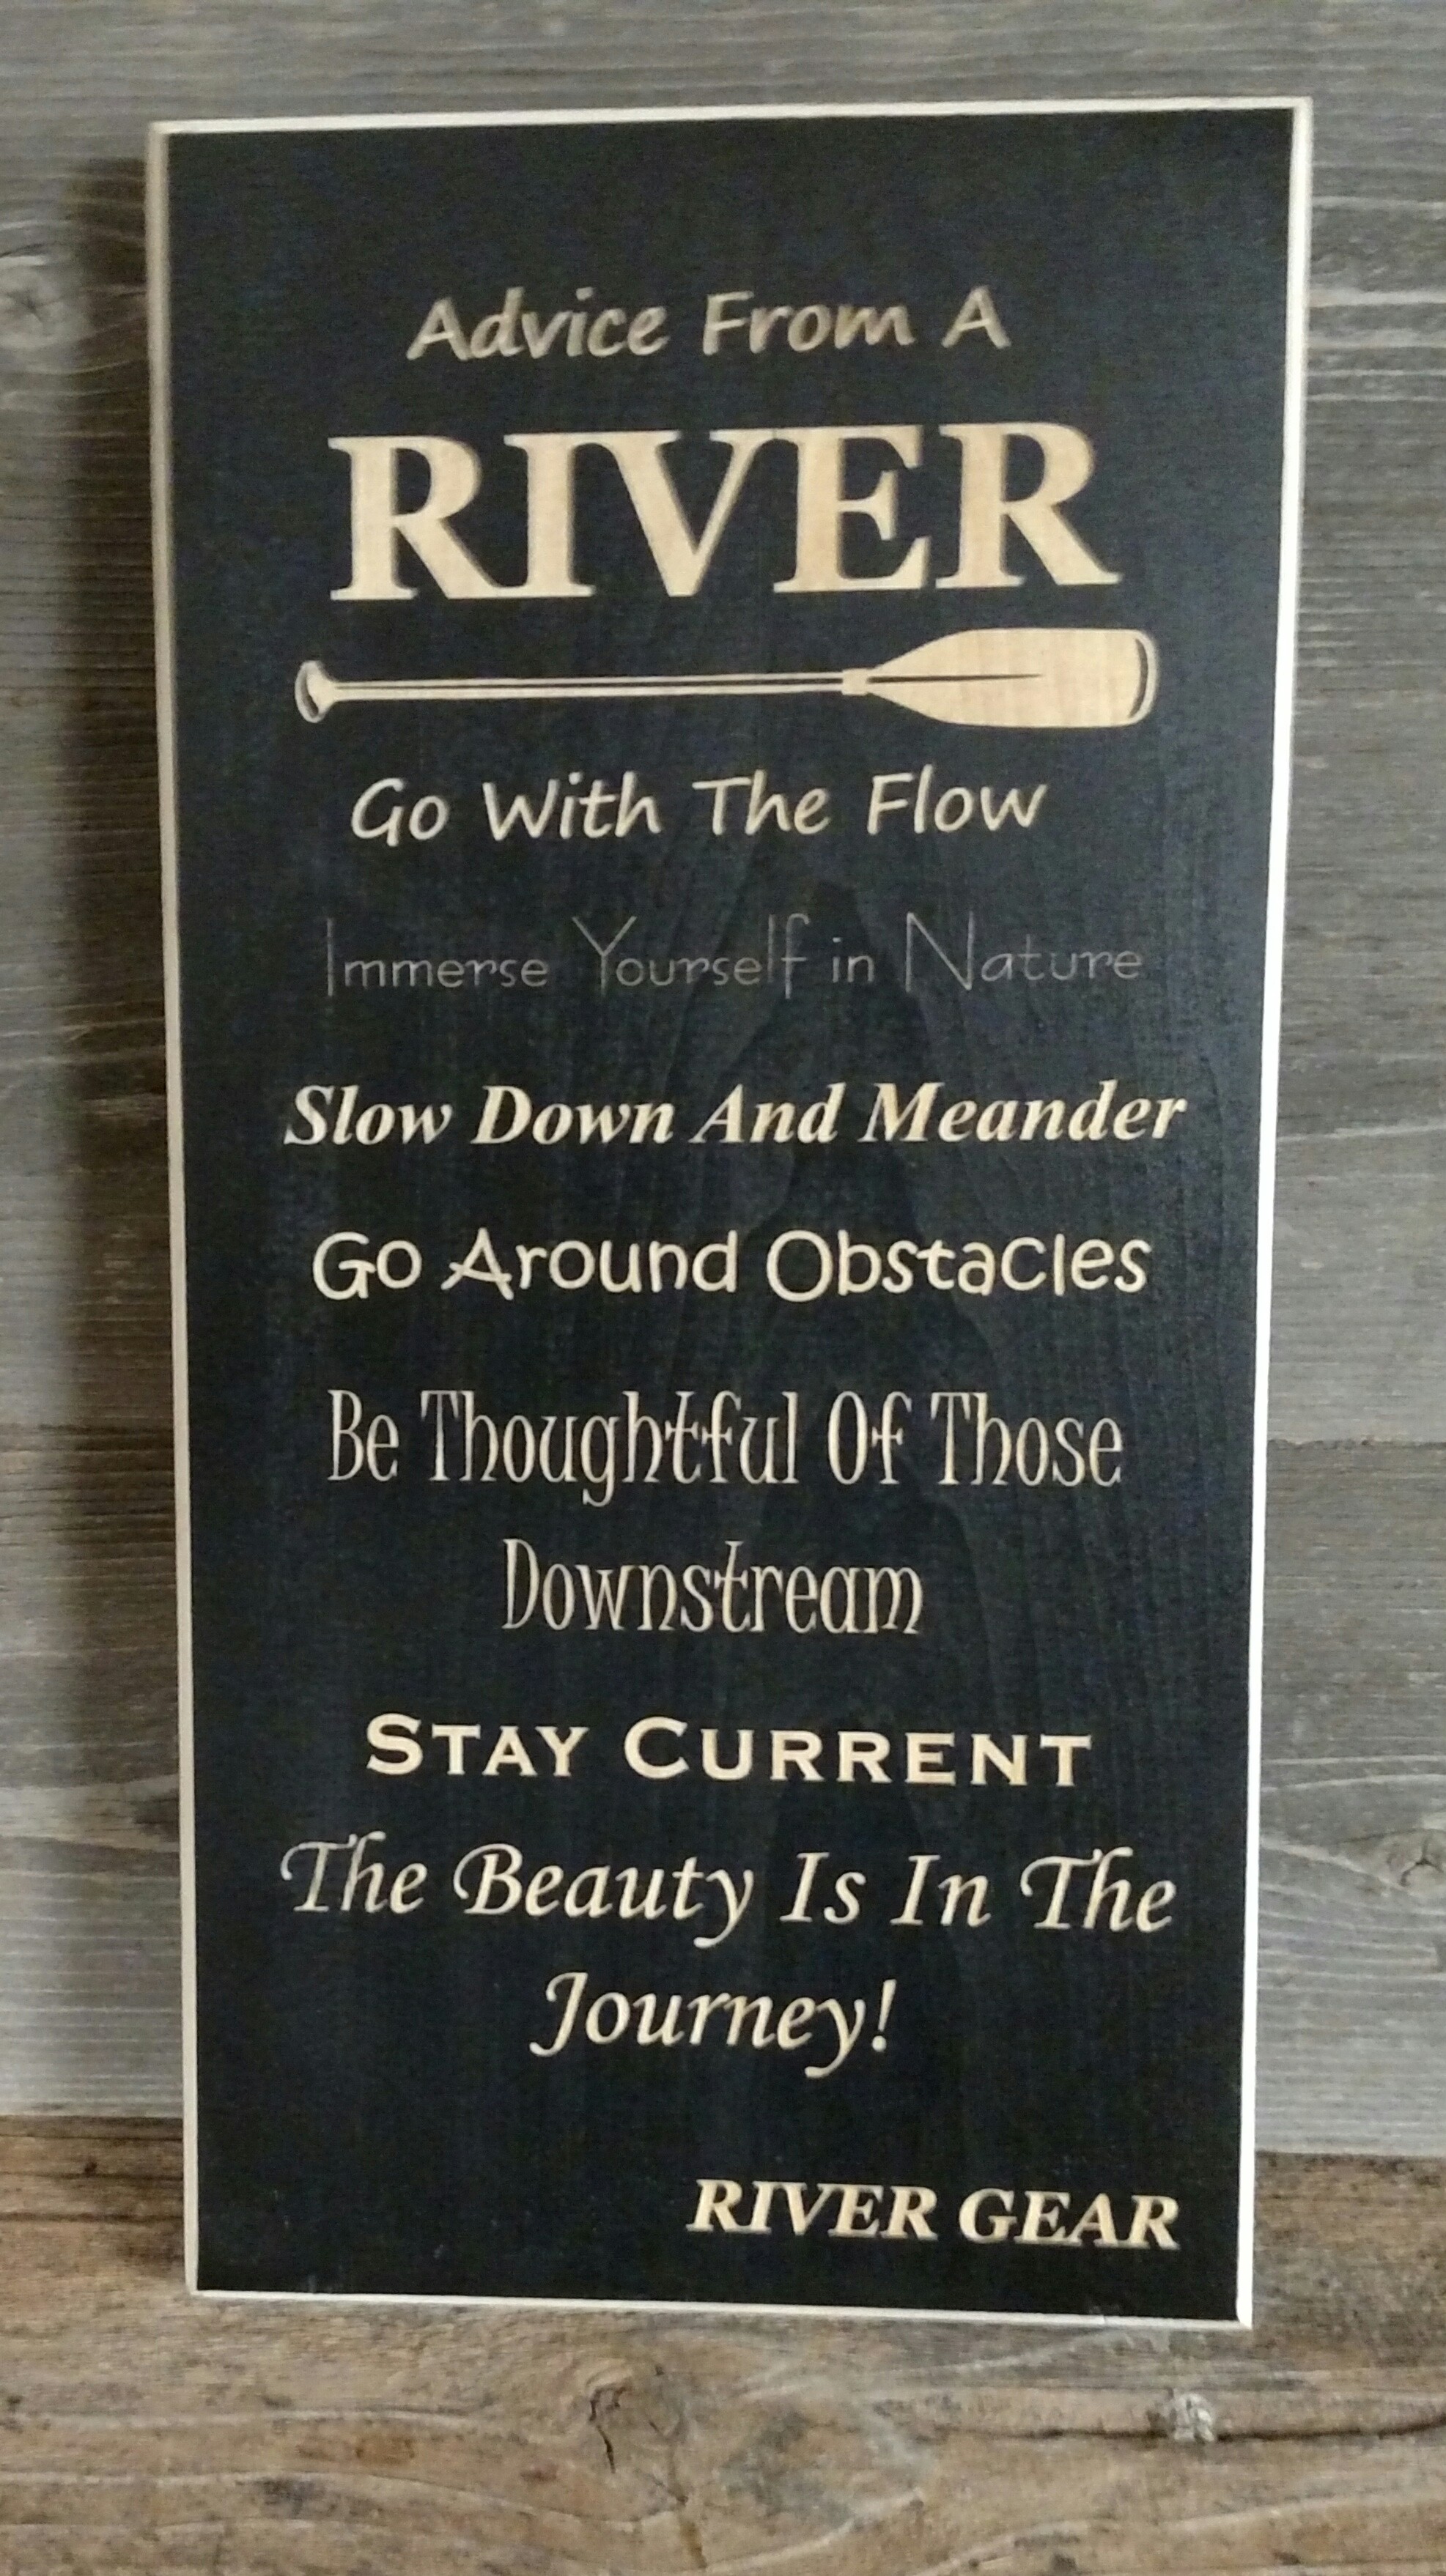 Advice From A
RIVER
Go With The Flow
Immerse Yourself in Nature
Slow Down And Meander
Go Around Obstacles
Be Thoughtful Of Those
Downstream
STAY CURRENT
The Beauty Is In The
Journey!
RIVER GEAR